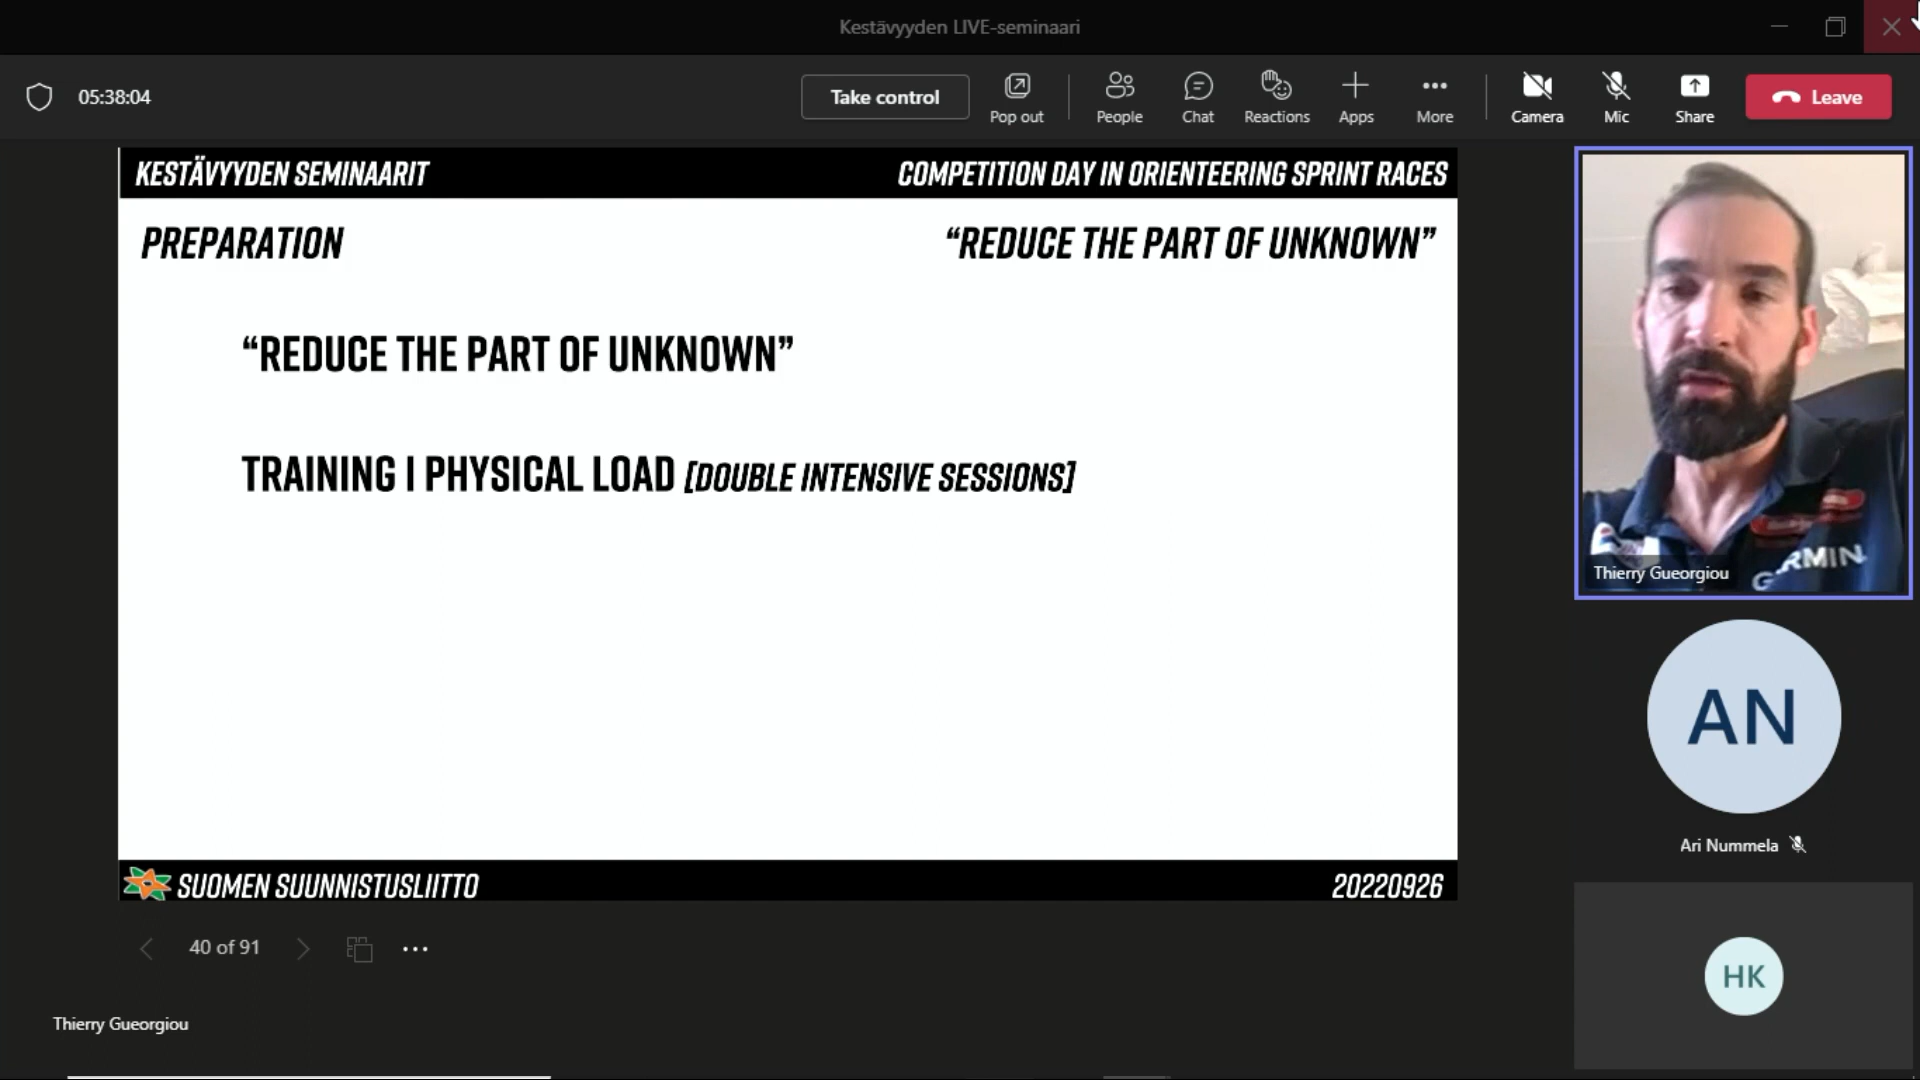 Kestävyyden LIVE-seminaari
05:38:04
Take control
Pop out
People
Chat
Reactions
Apps
More
Camera
Mic
Share
Leave
KESTÄVYYDEN SEMINAARIT
COMPETITION DAY IN ORIENTEERING SPRINT RACES
PREPARATION
“REDUCE THE PART OF UNKNOWN”
“REDUCE THE PART OF UNKNOWN”
TRAINING | PHYSICAL LOAD [DOUBLE INTENSIVE SESSIONS]
SUOMEN SUUNNISTUSLIITTO
20220926
40 of 91
Thierry Gueorgiou
GARMIN
Thierry Gueorgiou
AN
Ari Nummela
HK